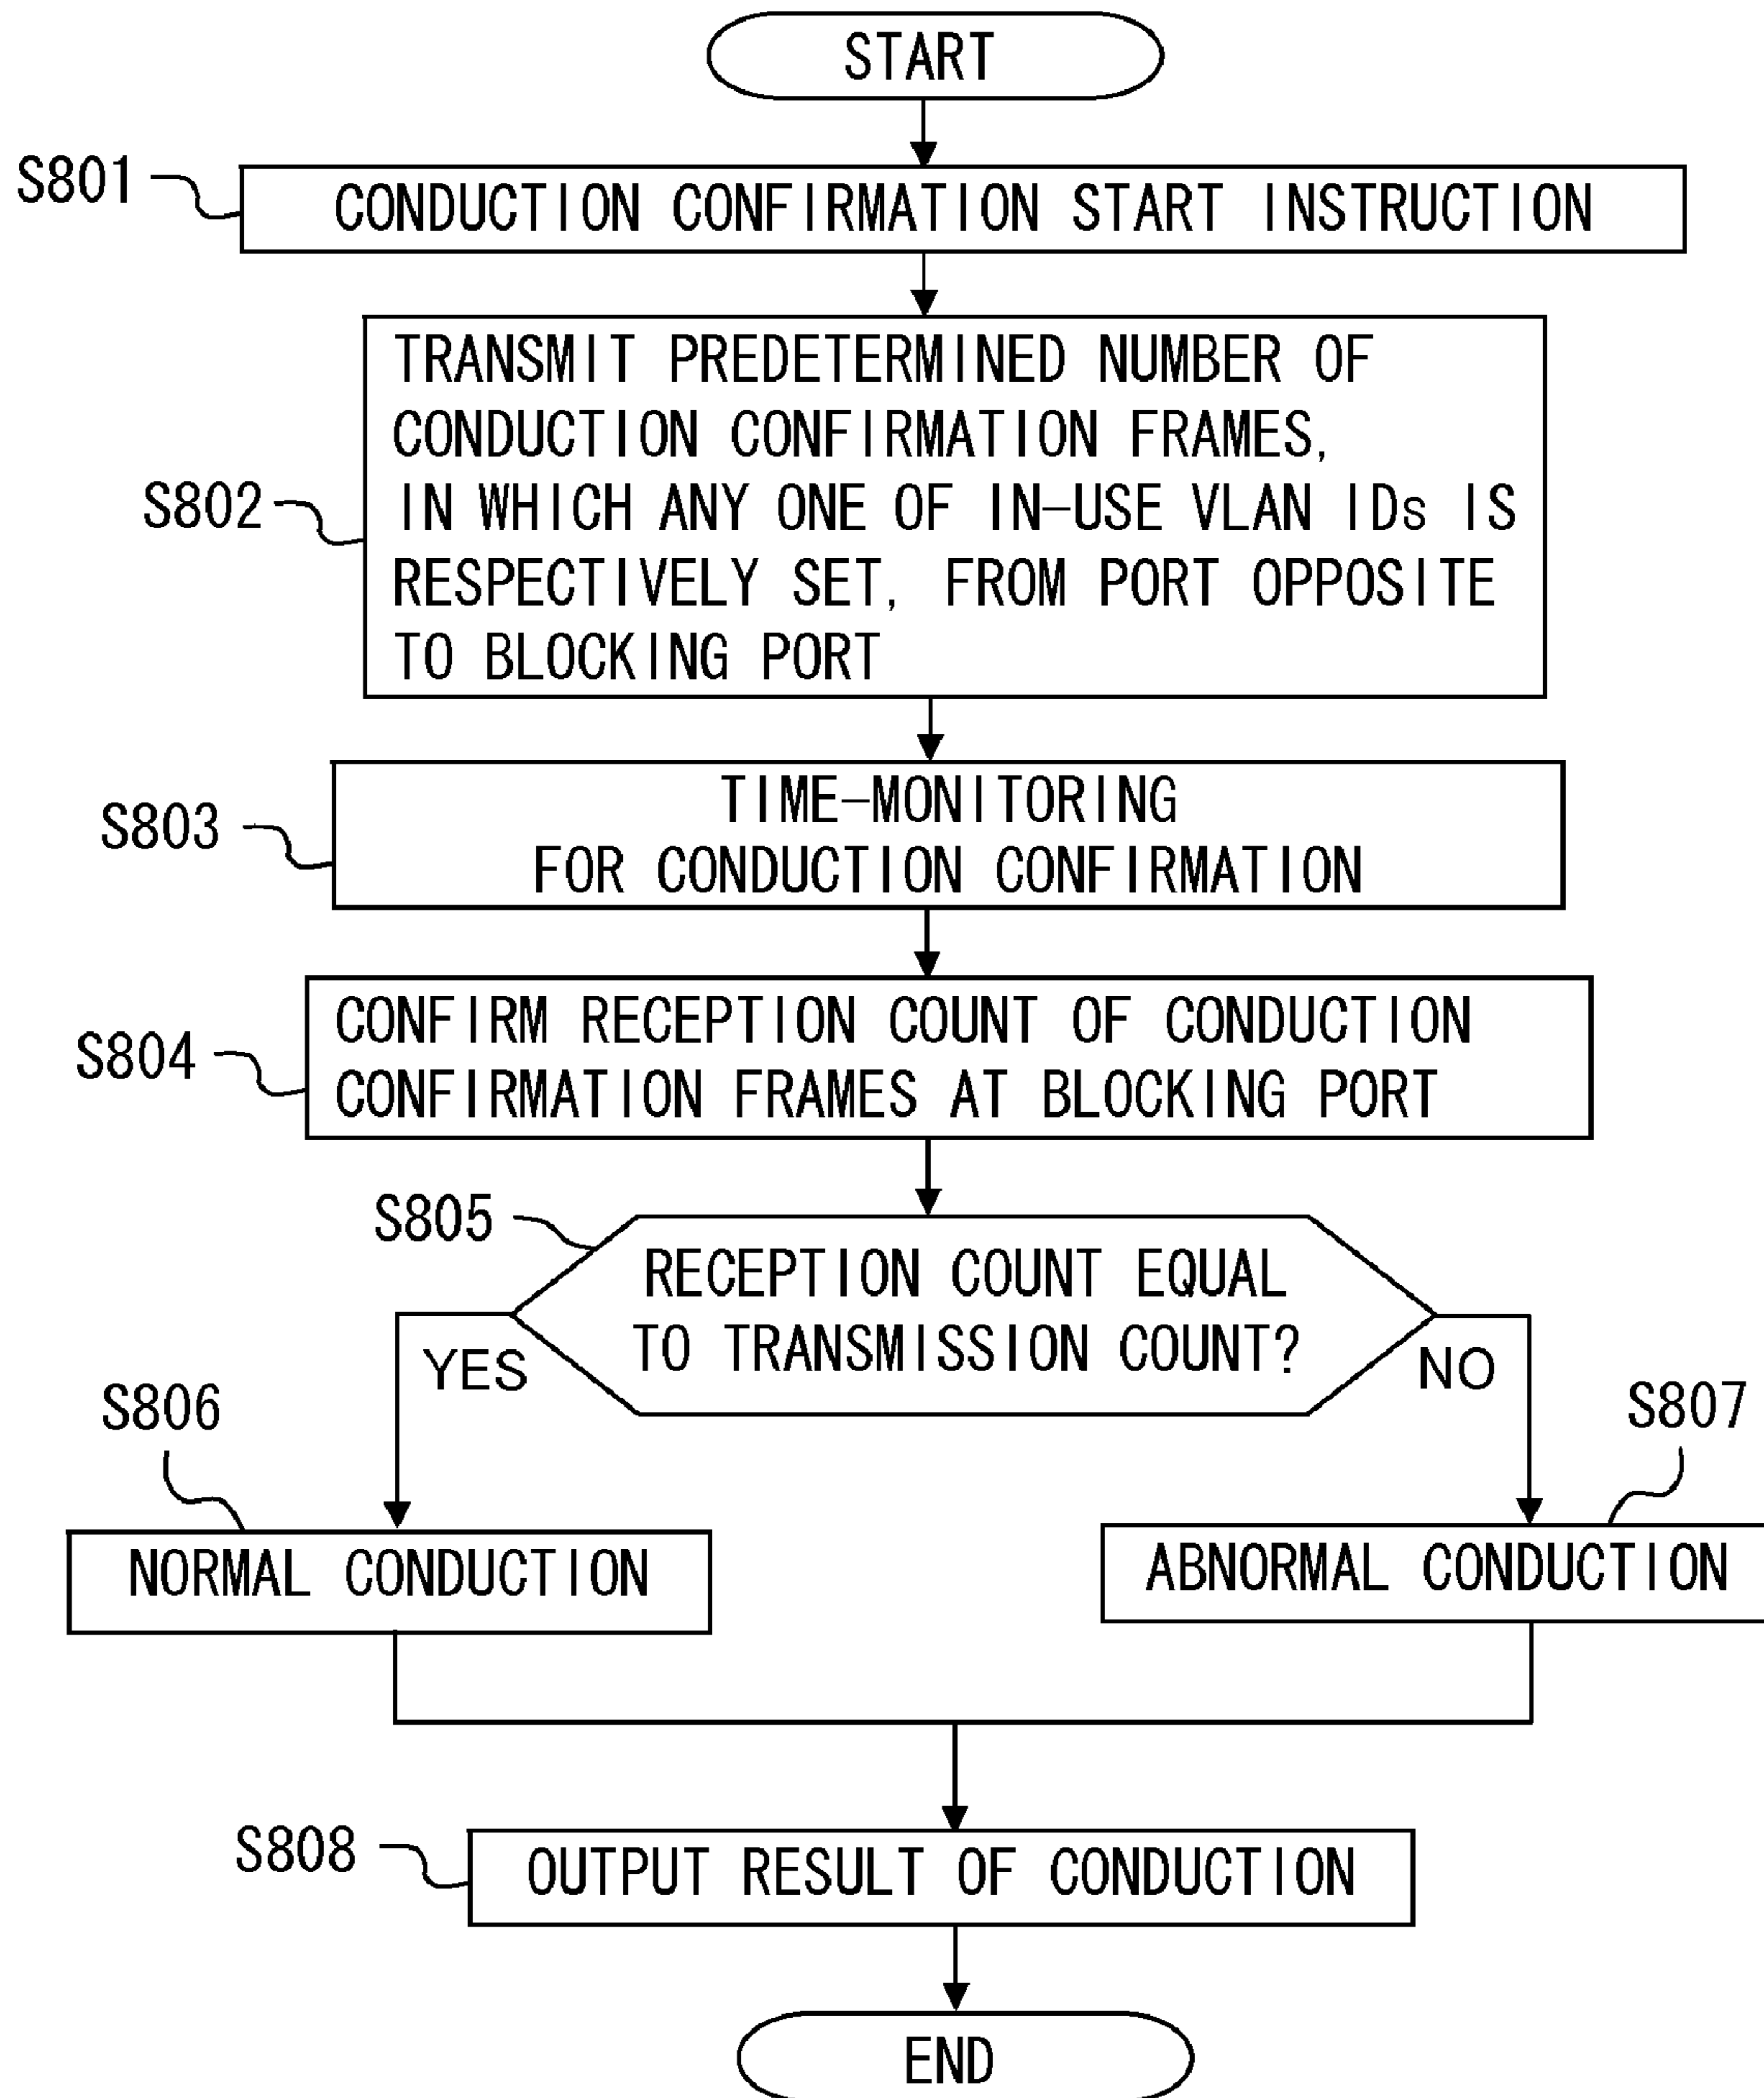 START
S801
CONDUCTION CONFIRMATION START INSTRUCTION
S802
TRANSMIT PREDETERMINED NUMBER OF
CONDUCTION CONFIRMATION FRAMES,
IN WHICH ANY ONE OF IN-USE VLAN IDs IS
RESPECTIVELY SET, FROM PORT OPPOSITE
TO BLOCKING PORT
S803
TIME-MONITORING
FOR CONDUCTION CONFIRMATION
S804
CONFIRM RECEPTION COUNT OF CONDUCTION
CONFIRMATION FRAMES AT BLOCKING PORT
S805
RECEPTION COUNT EQUAL
TO TRANSMISSION COUNT?
YES
NO
S806
NORMAL CONDUCTION
S807
ABNORMAL CONDUCTION
S808
OUTPUT RESULT OF CONDUCTION
END